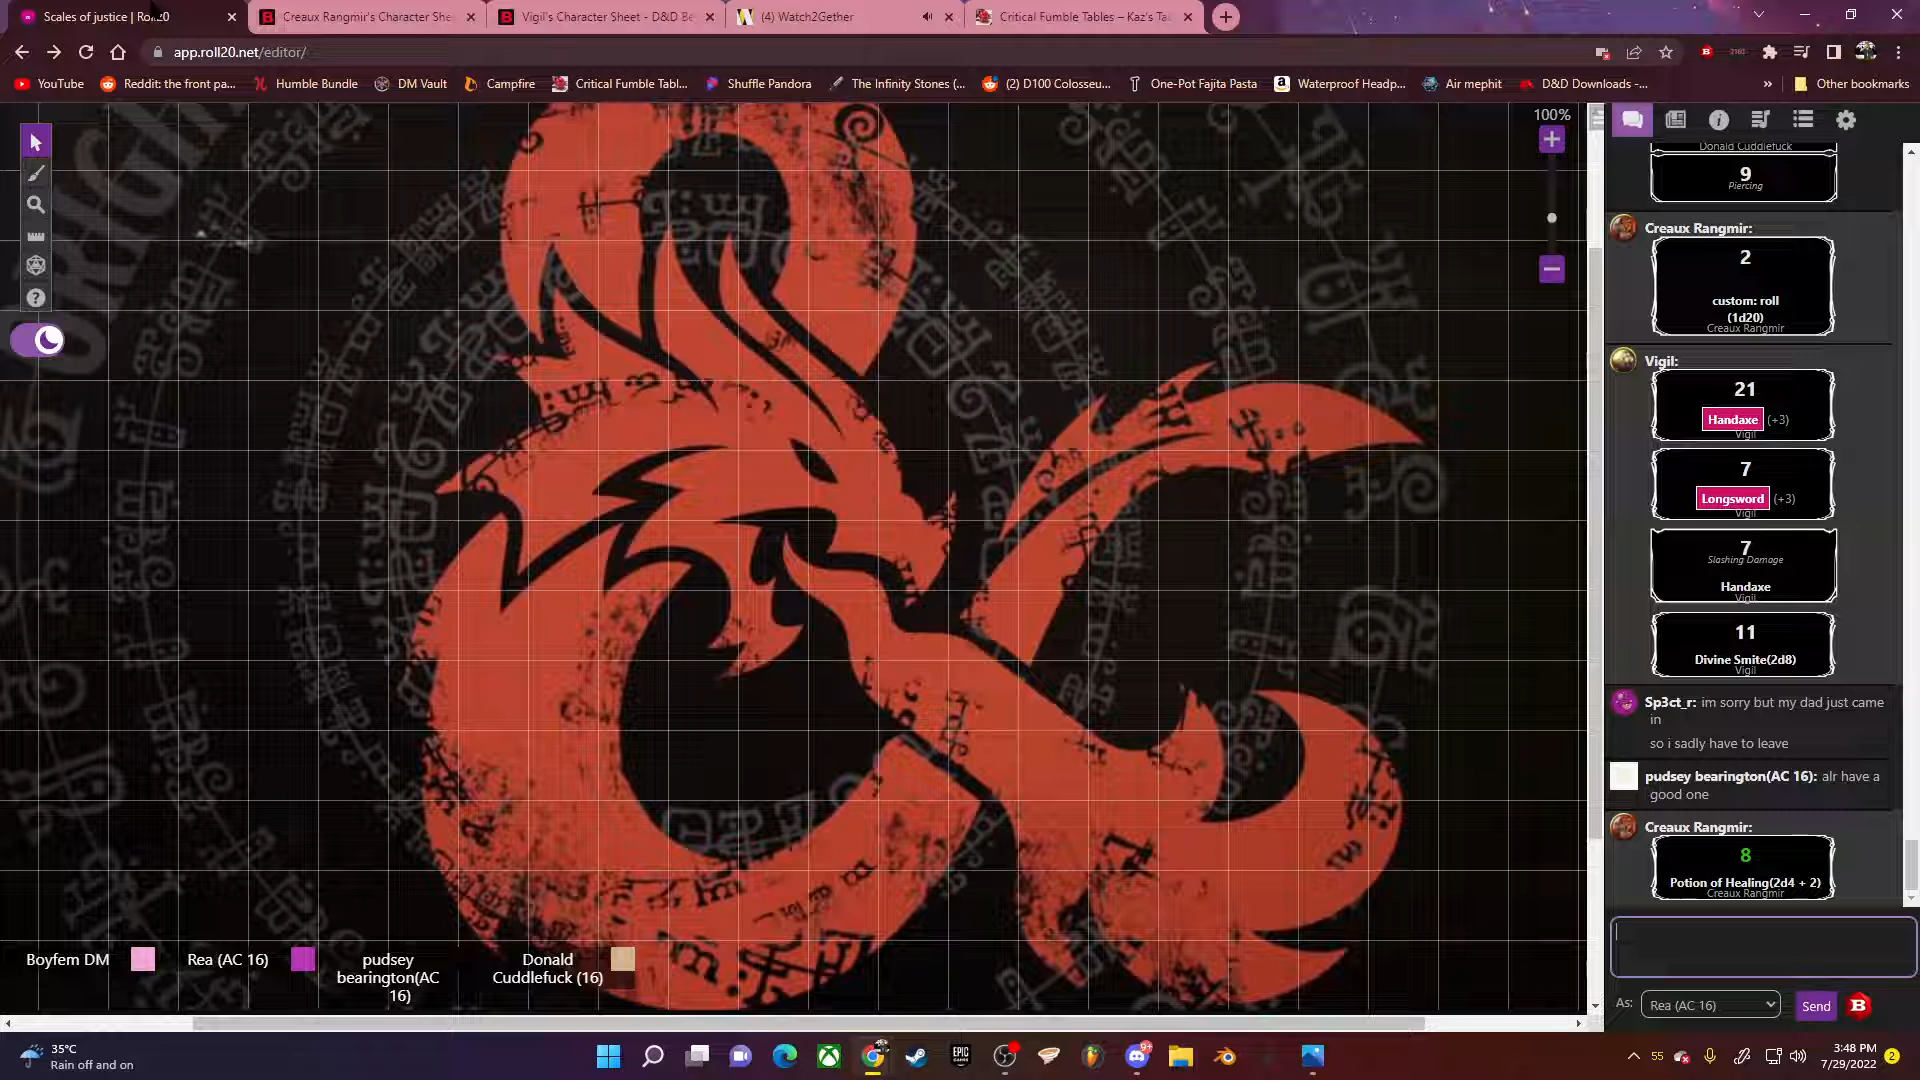 Scales of justice | Roll20
Creaux Rangmir's Character She
Vigil's Character Sheet - D&D Be
(4) Watch2Gether
Critical Fumble Tables – Kaz's Ta
app.roll20.net/editor/
YouTube
Reddit: the front pa...
Humble Bundle
DM Vault
Campfire
Critical Fumble Tabl...
Shuffle Pandora
The Infinity Stones (...
(2) D100 Colosseu...
One-Pot Fajita Pasta
Waterproof Headp...
Air mephit
D&D Downloads -...
»
Other bookmarks
100%
Donald Cuddlefuck
9
Piercing
Creaux Rangmir:
2
custom: roll
(1d20)
Creaux Rangmir
Vigil:
21
Handaxe (+3)
Vigil
7
Longsword (+3)
Vigil
7
Slashing Damage
Handaxe
Vigil
11
Divine Smite(2d8)
Vigil
Sp3ct_r: im sorry but my dad just came
in
so i sadly have to leave
pudsey bearington(AC 16): alr have a
good one
Creaux Rangmir:
8
Potion of Healing(2d4 + 2)
Creaux Rangmir
As:
Rea (AC 16)
Send
Boyfem DM
Rea (AC 16)
pudsey
bearington(AC
16)
Donald
Cuddlefuck (16)
35°C
Rain off and on
EPIC
GAMES
9+
55
3:48 PM
7/29/2022
2